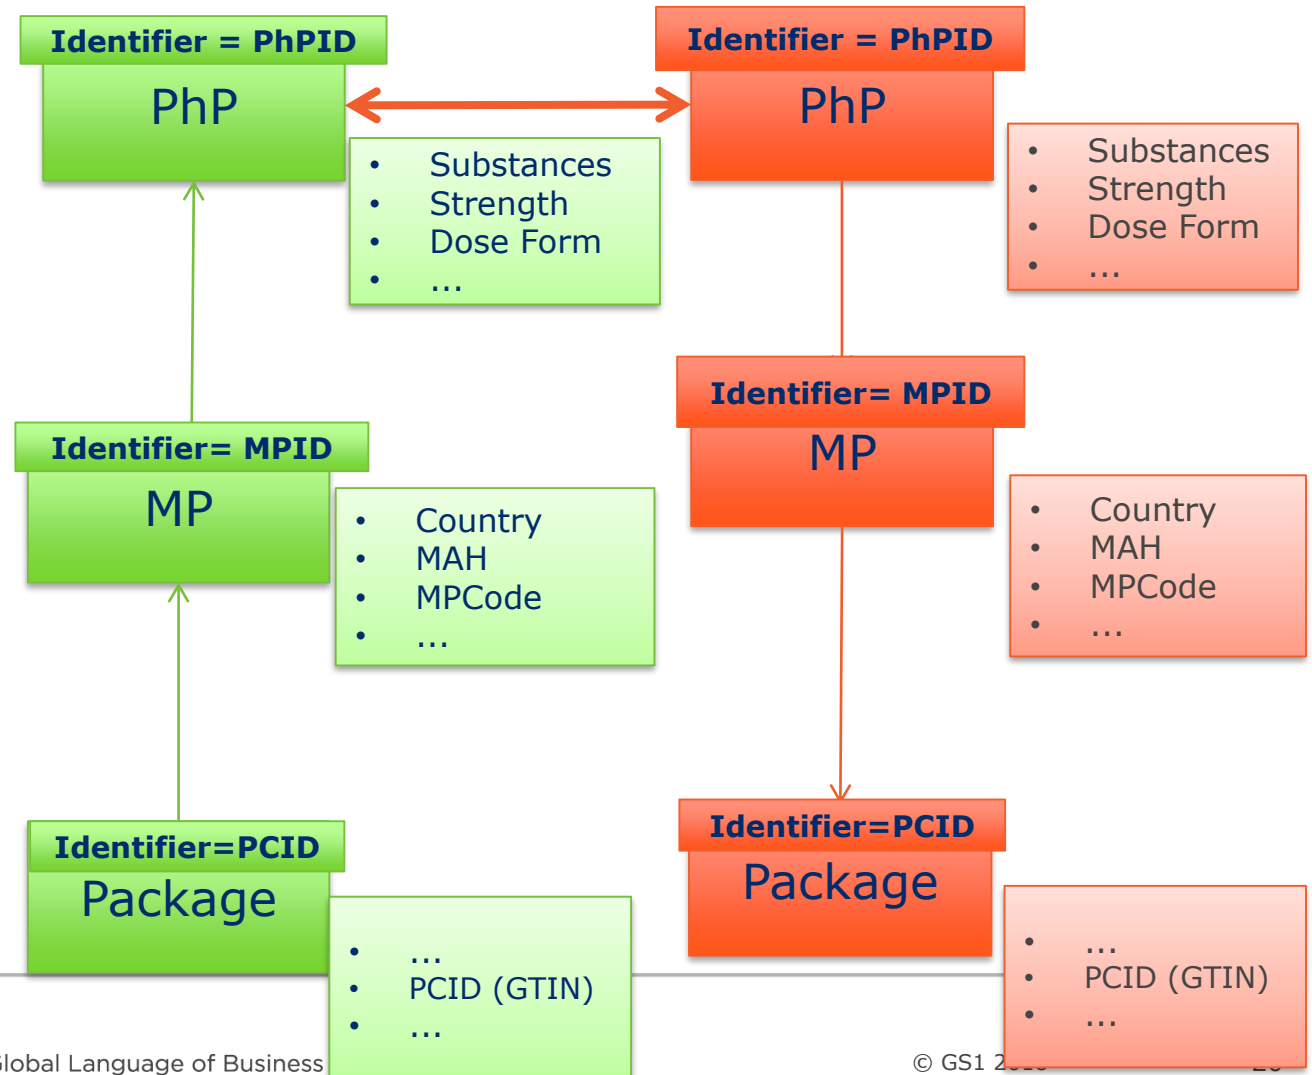 Identifier = PhPID
PhP
• Substances
• Strength
• Dose Form
• ...
Identifier= MPID
MP
• Country
• MAH
• MPCode
• ...
Identifier=PCID
Package
• ...
• PCID (GTIN)
• ...
Identifier = PhPID
PhP
• Substances
• Strength
• Dose Form
• ...
Identifier= MPID
MP
• Country
• MAH
• MPCode
• ...
Identifier=PCID
Package
• ...
• PCID (GTIN)
• ...
Global Language of Business
© GS1